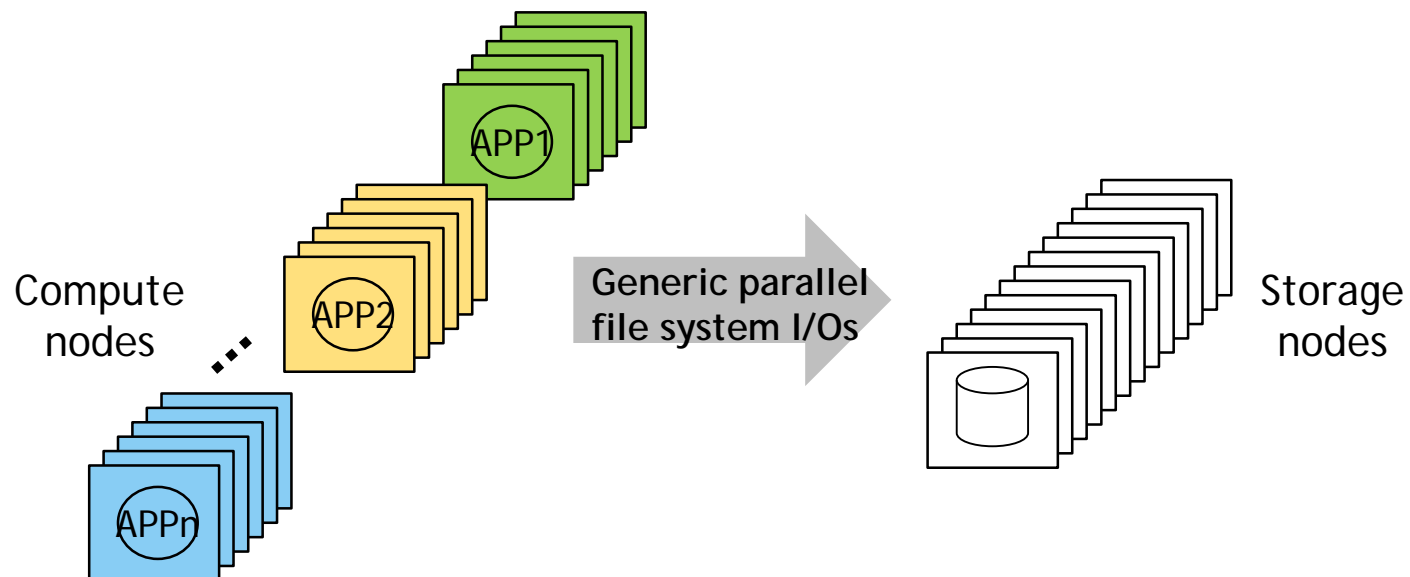 APP1
APP2
APPn
Compute
nodes
Generic parallel
file system I/Os
Storage
nodes